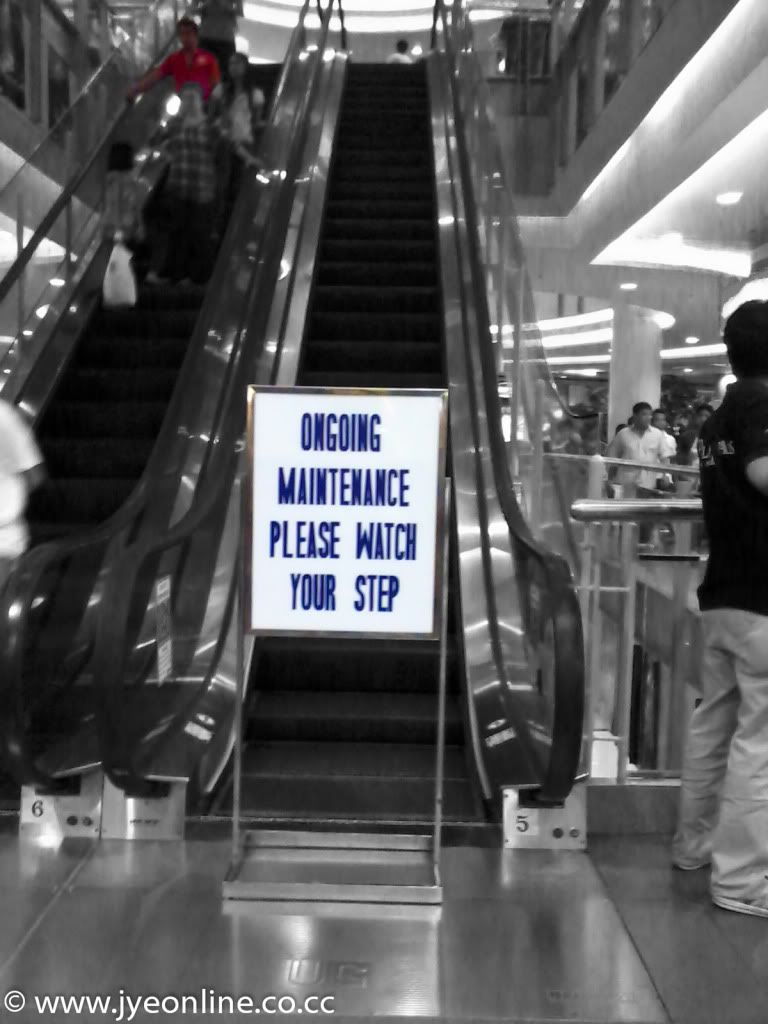 ONGOING
MAINTENANCE
PLEASE WATCH
YOUR STEP
6
5
UG
© www.jyeonline.co.cc